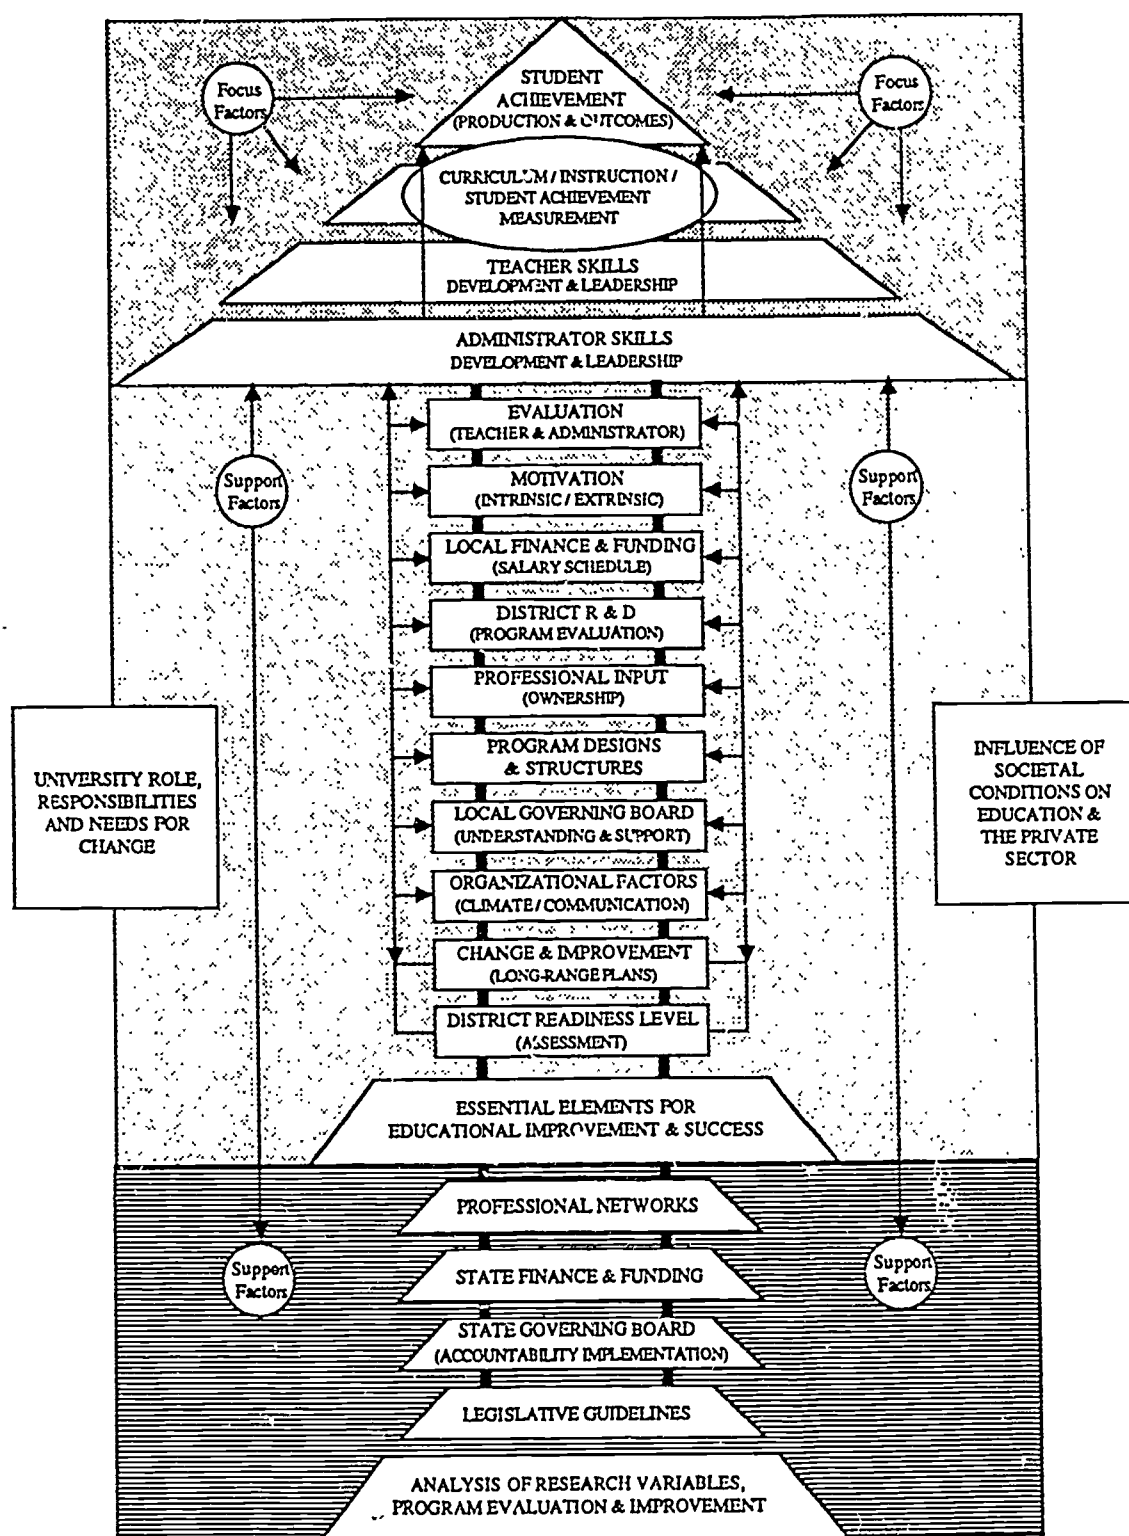 STUDENT
ACHIEVEMENT
(PRODUCTION & OUTCOMES)
Focus
Factors
Focus
Factors
CURRICULUM / INSTRUCTION /
STUDENT ACHIEVEMENT
MEASUREMENT
TEACHER SKILLS
DEVELOPMENT & LEADERSHIP
ADMINISTRATOR SKILLS
DEVELOPMENT & LEADERSHIP
EVALUATION
(TEACHER & ADMINISTRATOR)
Support
Factors
Support
Factors
MOTIVATION
(INTRINSIC / EXTRINSIC)
LOCAL FINANCE & FUNDING
(SALARY SCHEDULE)
DISTRICT R & D
(PROGRAM EVALUATION)
PROFESSIONAL INPUT
(OWNERSHIP)
PROGRAM DESIGNS
& STRUCTURES
UNIVERSITY ROLE,
RESPONSIBILITIES
AND NEEDS FOR
CHANGE
INFLUENCE OF
SOCIETAL
CONDITIONS ON
EDUCATION &
THE PRIVATE
SECTOR
LOCAL GOVERNING BOARD
(UNDERSTANDING & SUPPORT)
ORGANIZATIONAL FACTORS
(CLIMATE / COMMUNICATION)
CHANGE & IMPROVEMENT
(LONG-RANGE PLANS)
DISTRICT READINESS LEVEL
(ASSESSMENT)
ESSENTIAL ELEMENTS FOR
EDUCATIONAL IMPROVEMENT & SUCCESS
PROFESSIONAL NETWORKS
Support
Factors
Support
Factors
STATE FINANCE & FUNDING
STATE GOVERNING BOARD
(ACCOUNTABILITY IMPLEMENTATION)
LEGISLATIVE GUIDELINES
ANALYSIS OF RESEARCH VARIABLES,
PROGRAM EVALUATION & IMPROVEMENT